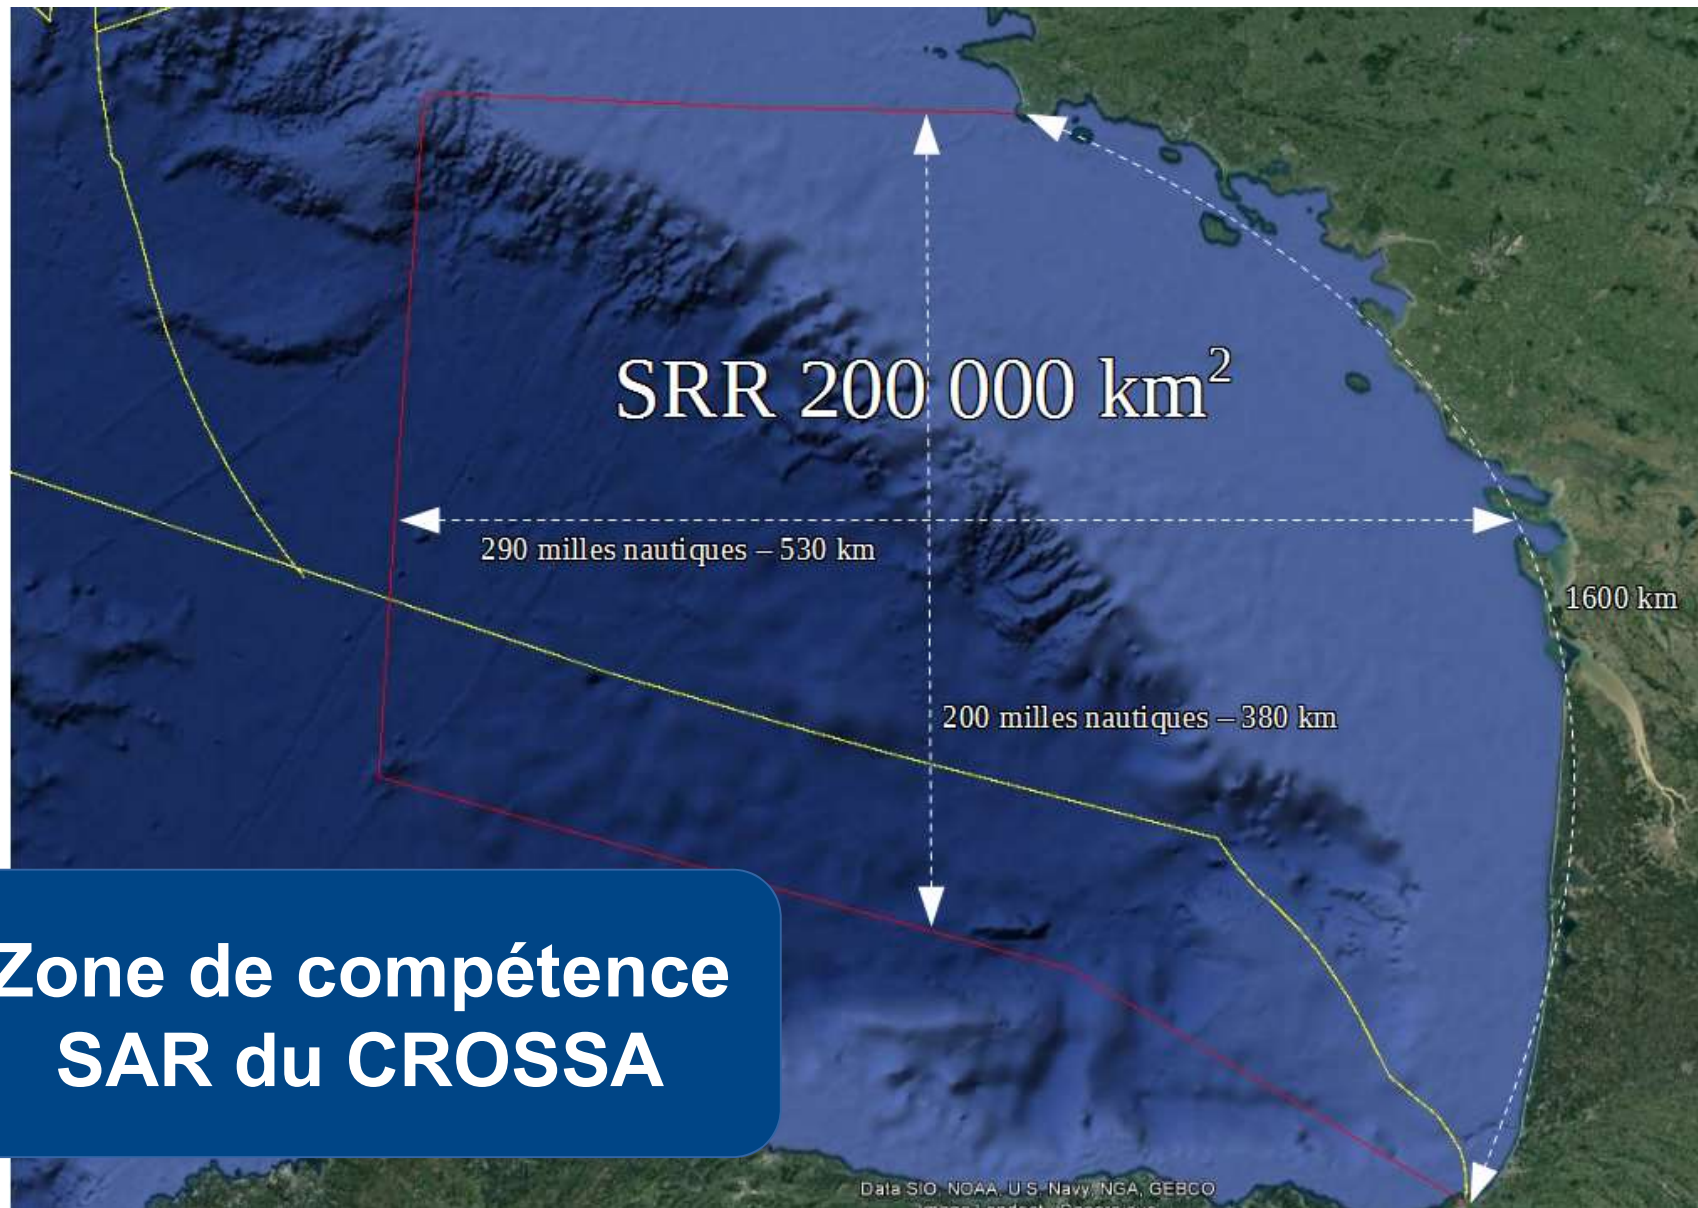 SRR 200 000 km²
290 milles nautiques – 530 km
1600 km
200 milles nautiques – 380 km
Zone de compétence
SAR du CROSSA
Data SIO, NOAA, U.S. Navy, NGA, GEBCO